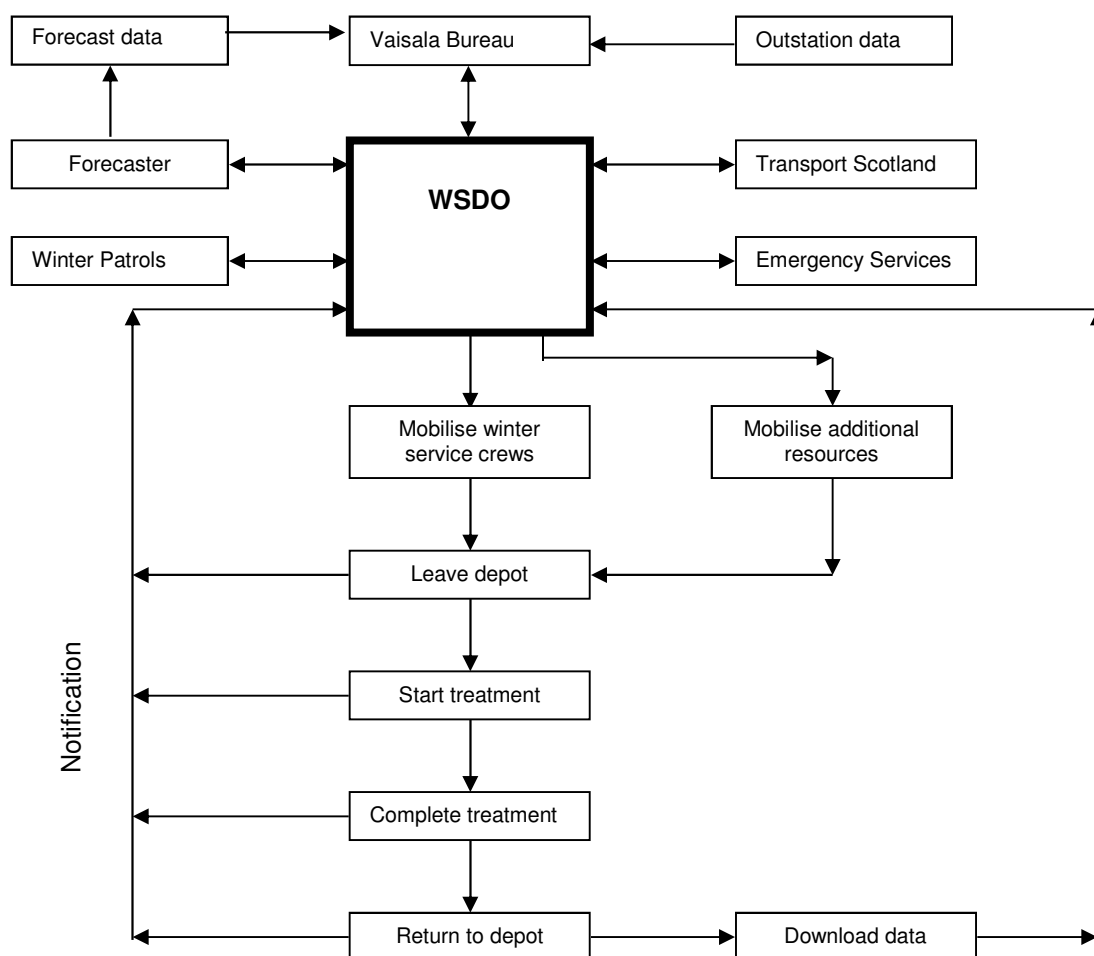 Forecast data
Vaisala Bureau
Outstation data
Forecaster
WSDO
Transport Scotland
Winter Patrols
Emergency Services
Mobilise winter
service crews
Mobilise additional
resources
Leave depot
Start treatment
Notification
Complete treatment
Return to depot
Download data